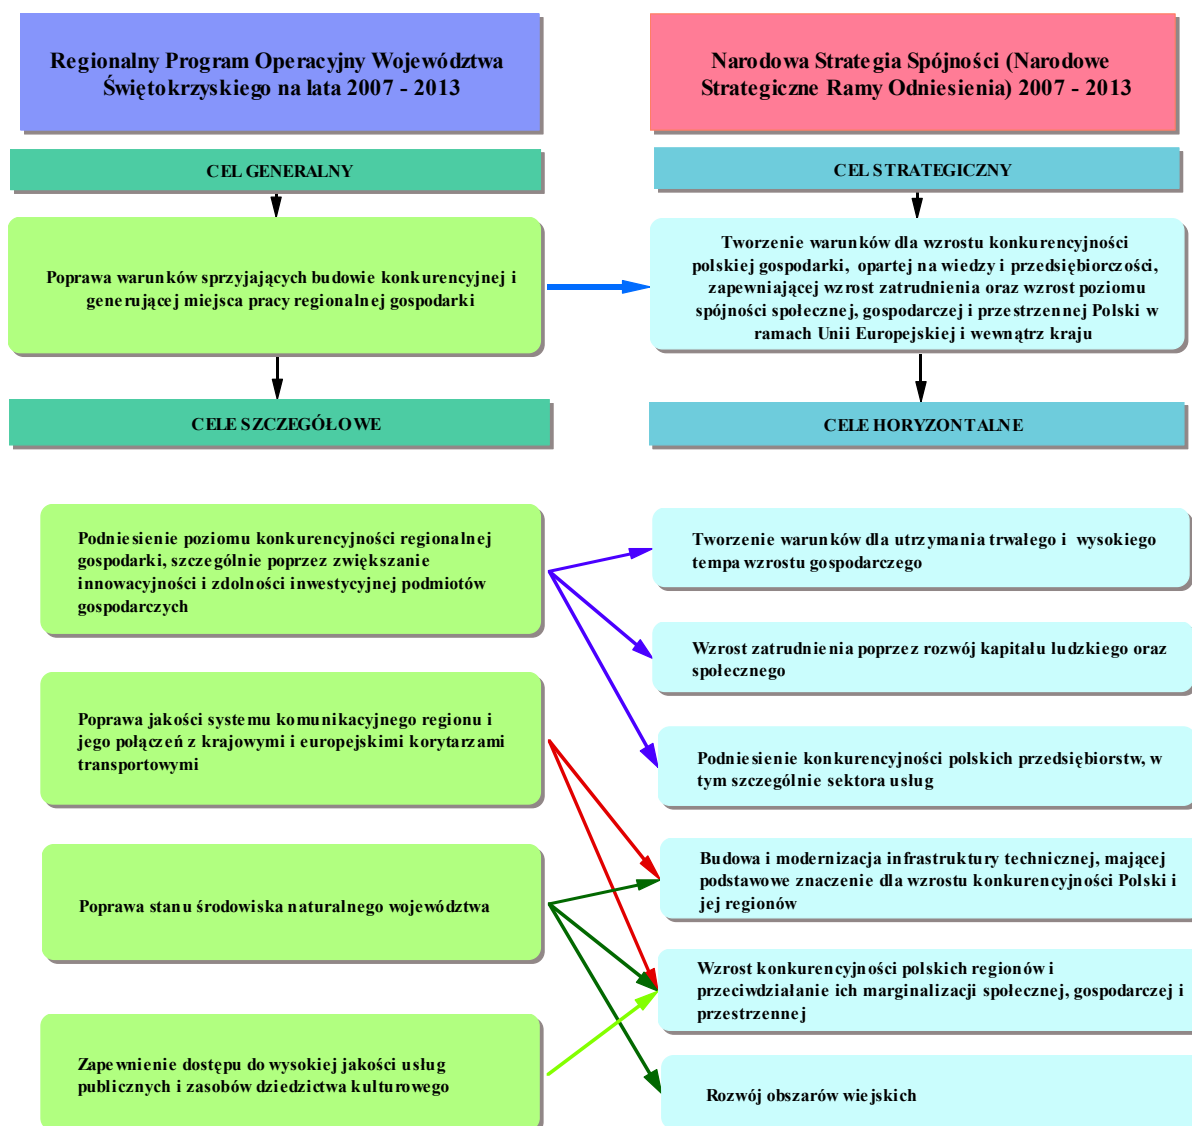 Regionalny Program Operacyjny Województwa
Świętokrzyskiego na lata 2007 - 2013
Narodowa Strategia Spójności (Narodowe
Strategiczne Ramy Odniesienia) 2007 - 2013
CEL GENERALNY
CEL STRATEGICZNY
Poprawa warunków sprzyjających budowie konkurencyjnej i
generującej miejsca pracy regionalnej gospodarki
Tworzenie warunków dla wzrostu konkurencyjności
polskiej gospodarki, opartej na wiedzy i przedsiębiorczości,
zapewniającej wzrost zatrudnienia oraz wzrost poziomu
spójności społecznej, gospodarczej i przestrzennej Polski w
ramach Unii Europejskiej i wewnątrz kraju
CELE SZCZEGÓŁOWE
CELE HORYZONTALNE
Podniesienie poziomu konkurencyjności regionalnej
gospodarki, szczególnie poprzez zwiększanie
innowacyjności i zdolności inwestycyjnej podmiotów
gospodarczych
Tworzenie warunków dla utrzymania trwałego i wysokiego
tempa wzrostu gospodarczego
Wzrost zatrudnienia poprzez rozwój kapitału ludzkiego oraz
społecznego
Poprawa jakości systemu komunikacyjnego regionu i
jego połączeń z krajowymi i europejskimi korytarzami
transportowymi
Podniesienie konkurencyjności polskich przedsiębiorstw, w
tym szczególnie sektora usług
Budowa i modernizacja infrastruktury technicznej, mającej
podstawowe znaczenie dla wzrostu konkurencyjności Polski i
jej regionów
Poprawa stanu środowiska naturalnego województwa
Wzrost konkurencyjności polskich regionów i
przeciwdziałanie ich marginalizacji społecznej, gospodarczej i
przestrzennej
Zapewnienie dostępu do wysokiej jakości usług
publicznych i zasobów dziedzictwa kulturowego
Rozwój obszarów wiejskich